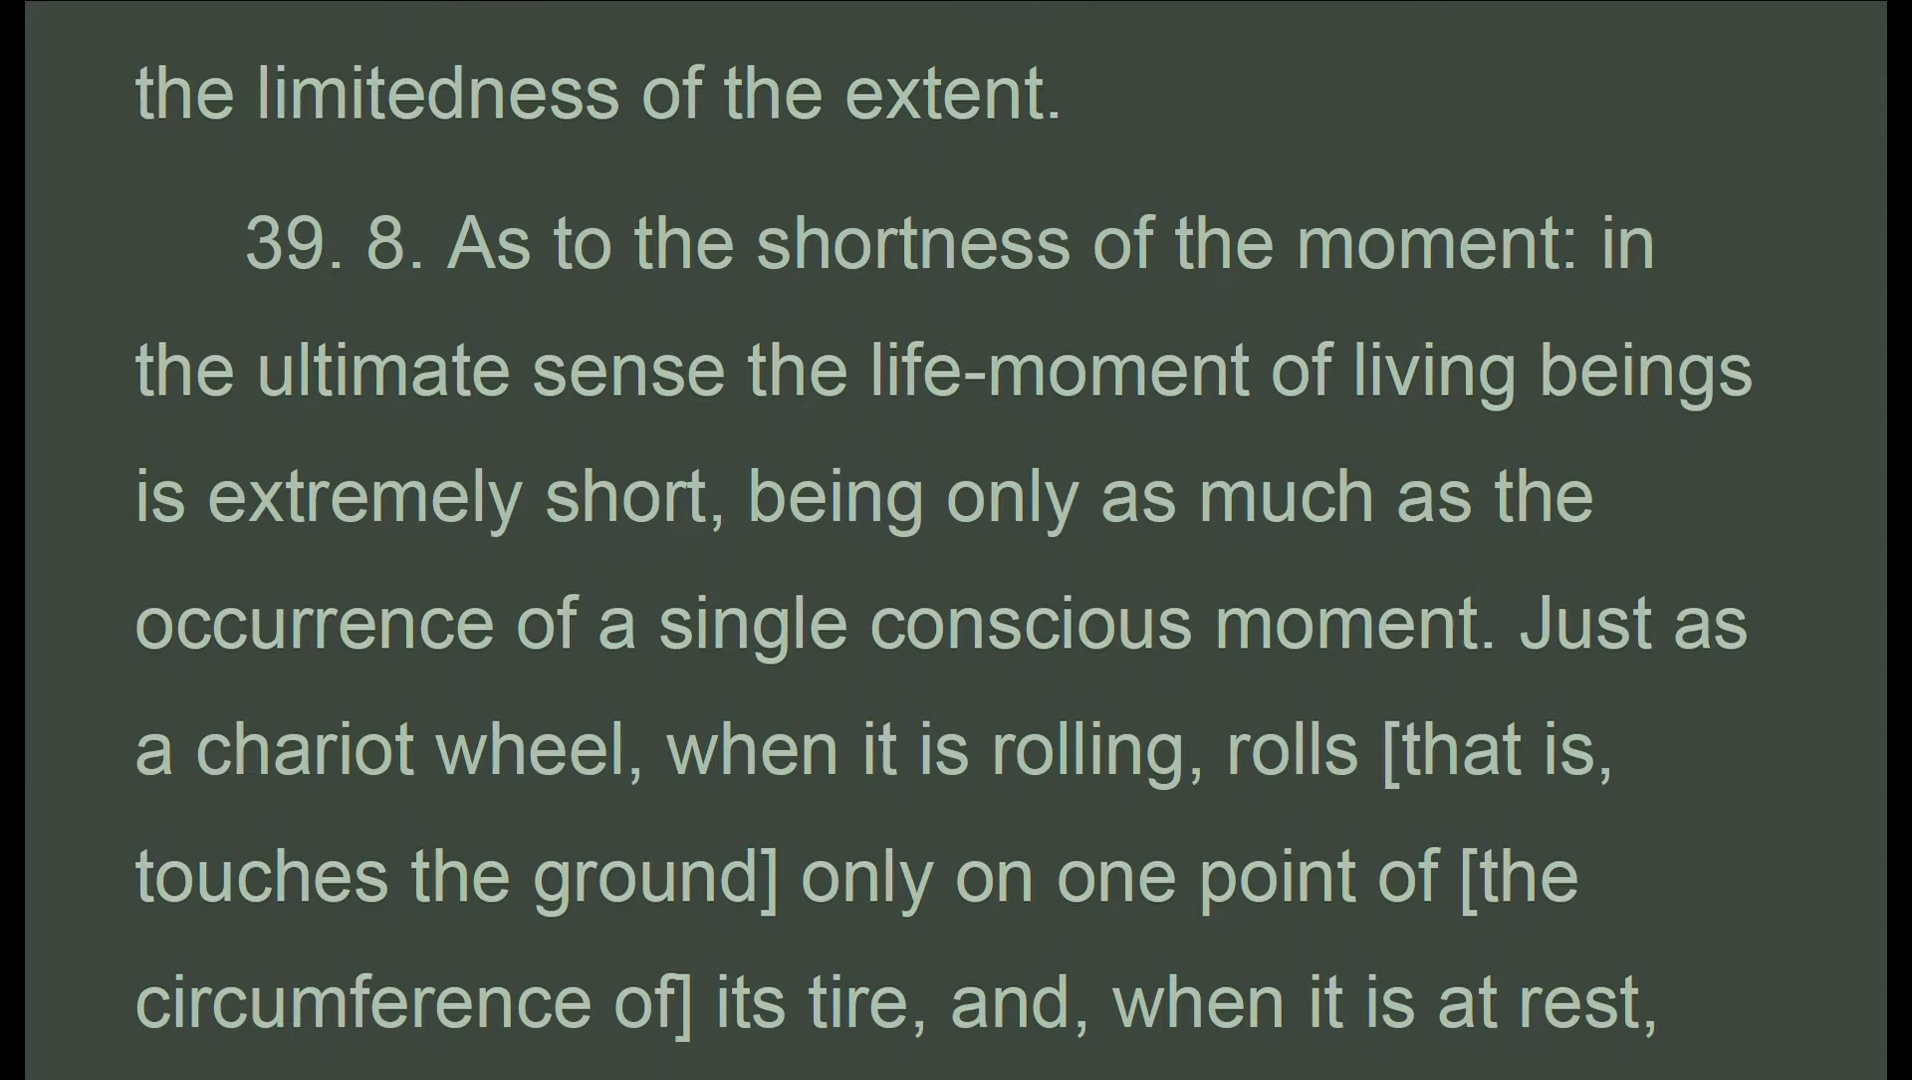 the limitedness of the extent.
39. 8. As to the shortness of the moment: in
the ultimate sense the life-moment of living beings
is extremely short, being only as much as the
occurrence of a single conscious moment. Just as
a chariot wheel, when it is rolling, rolls [that is,
touches the ground] only on one point of [the
circumference of] its tire, and, when it is at rest,